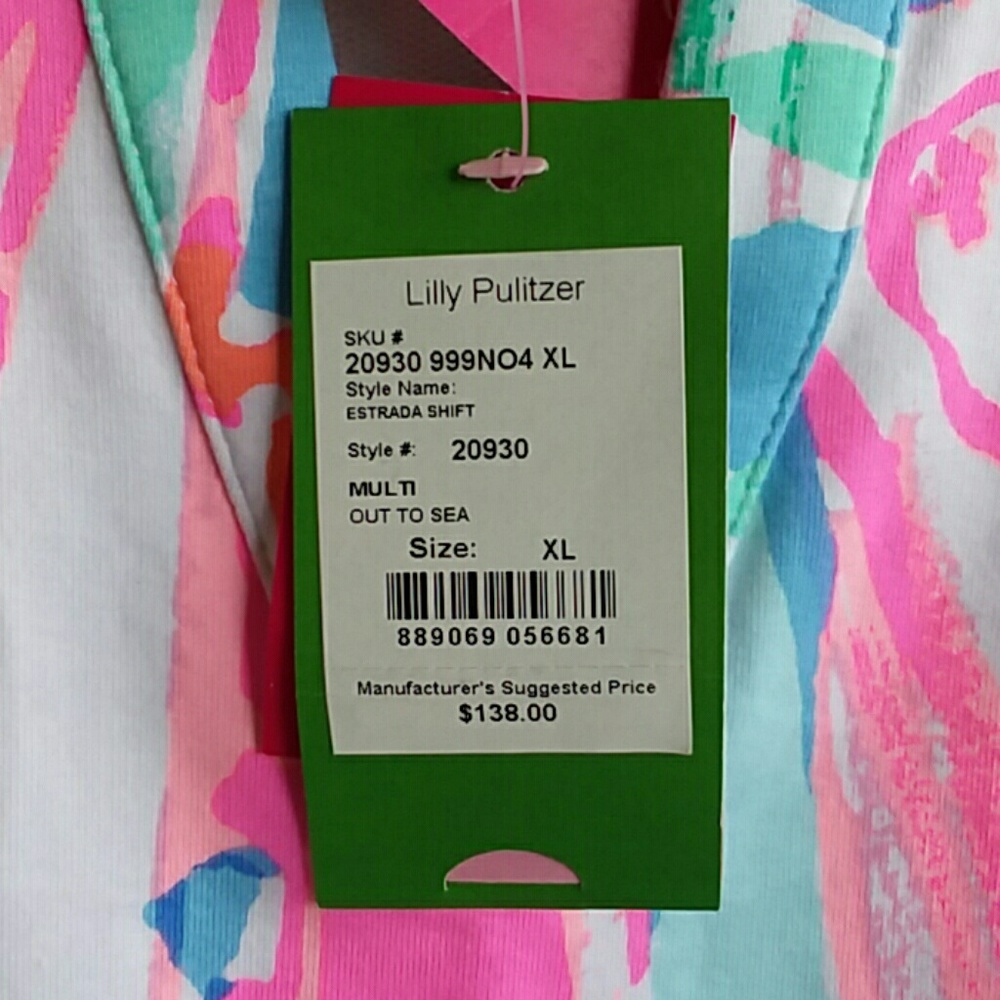 Lilly Pulitzer
SKU #
20930 999NO4 XL
Style Name:
ESTRADA SHIFT
Style #: 20930
MULTI
OUT TO SEA
Size: XL
889069 056681
Manufacturer's Suggested Price
$138.00